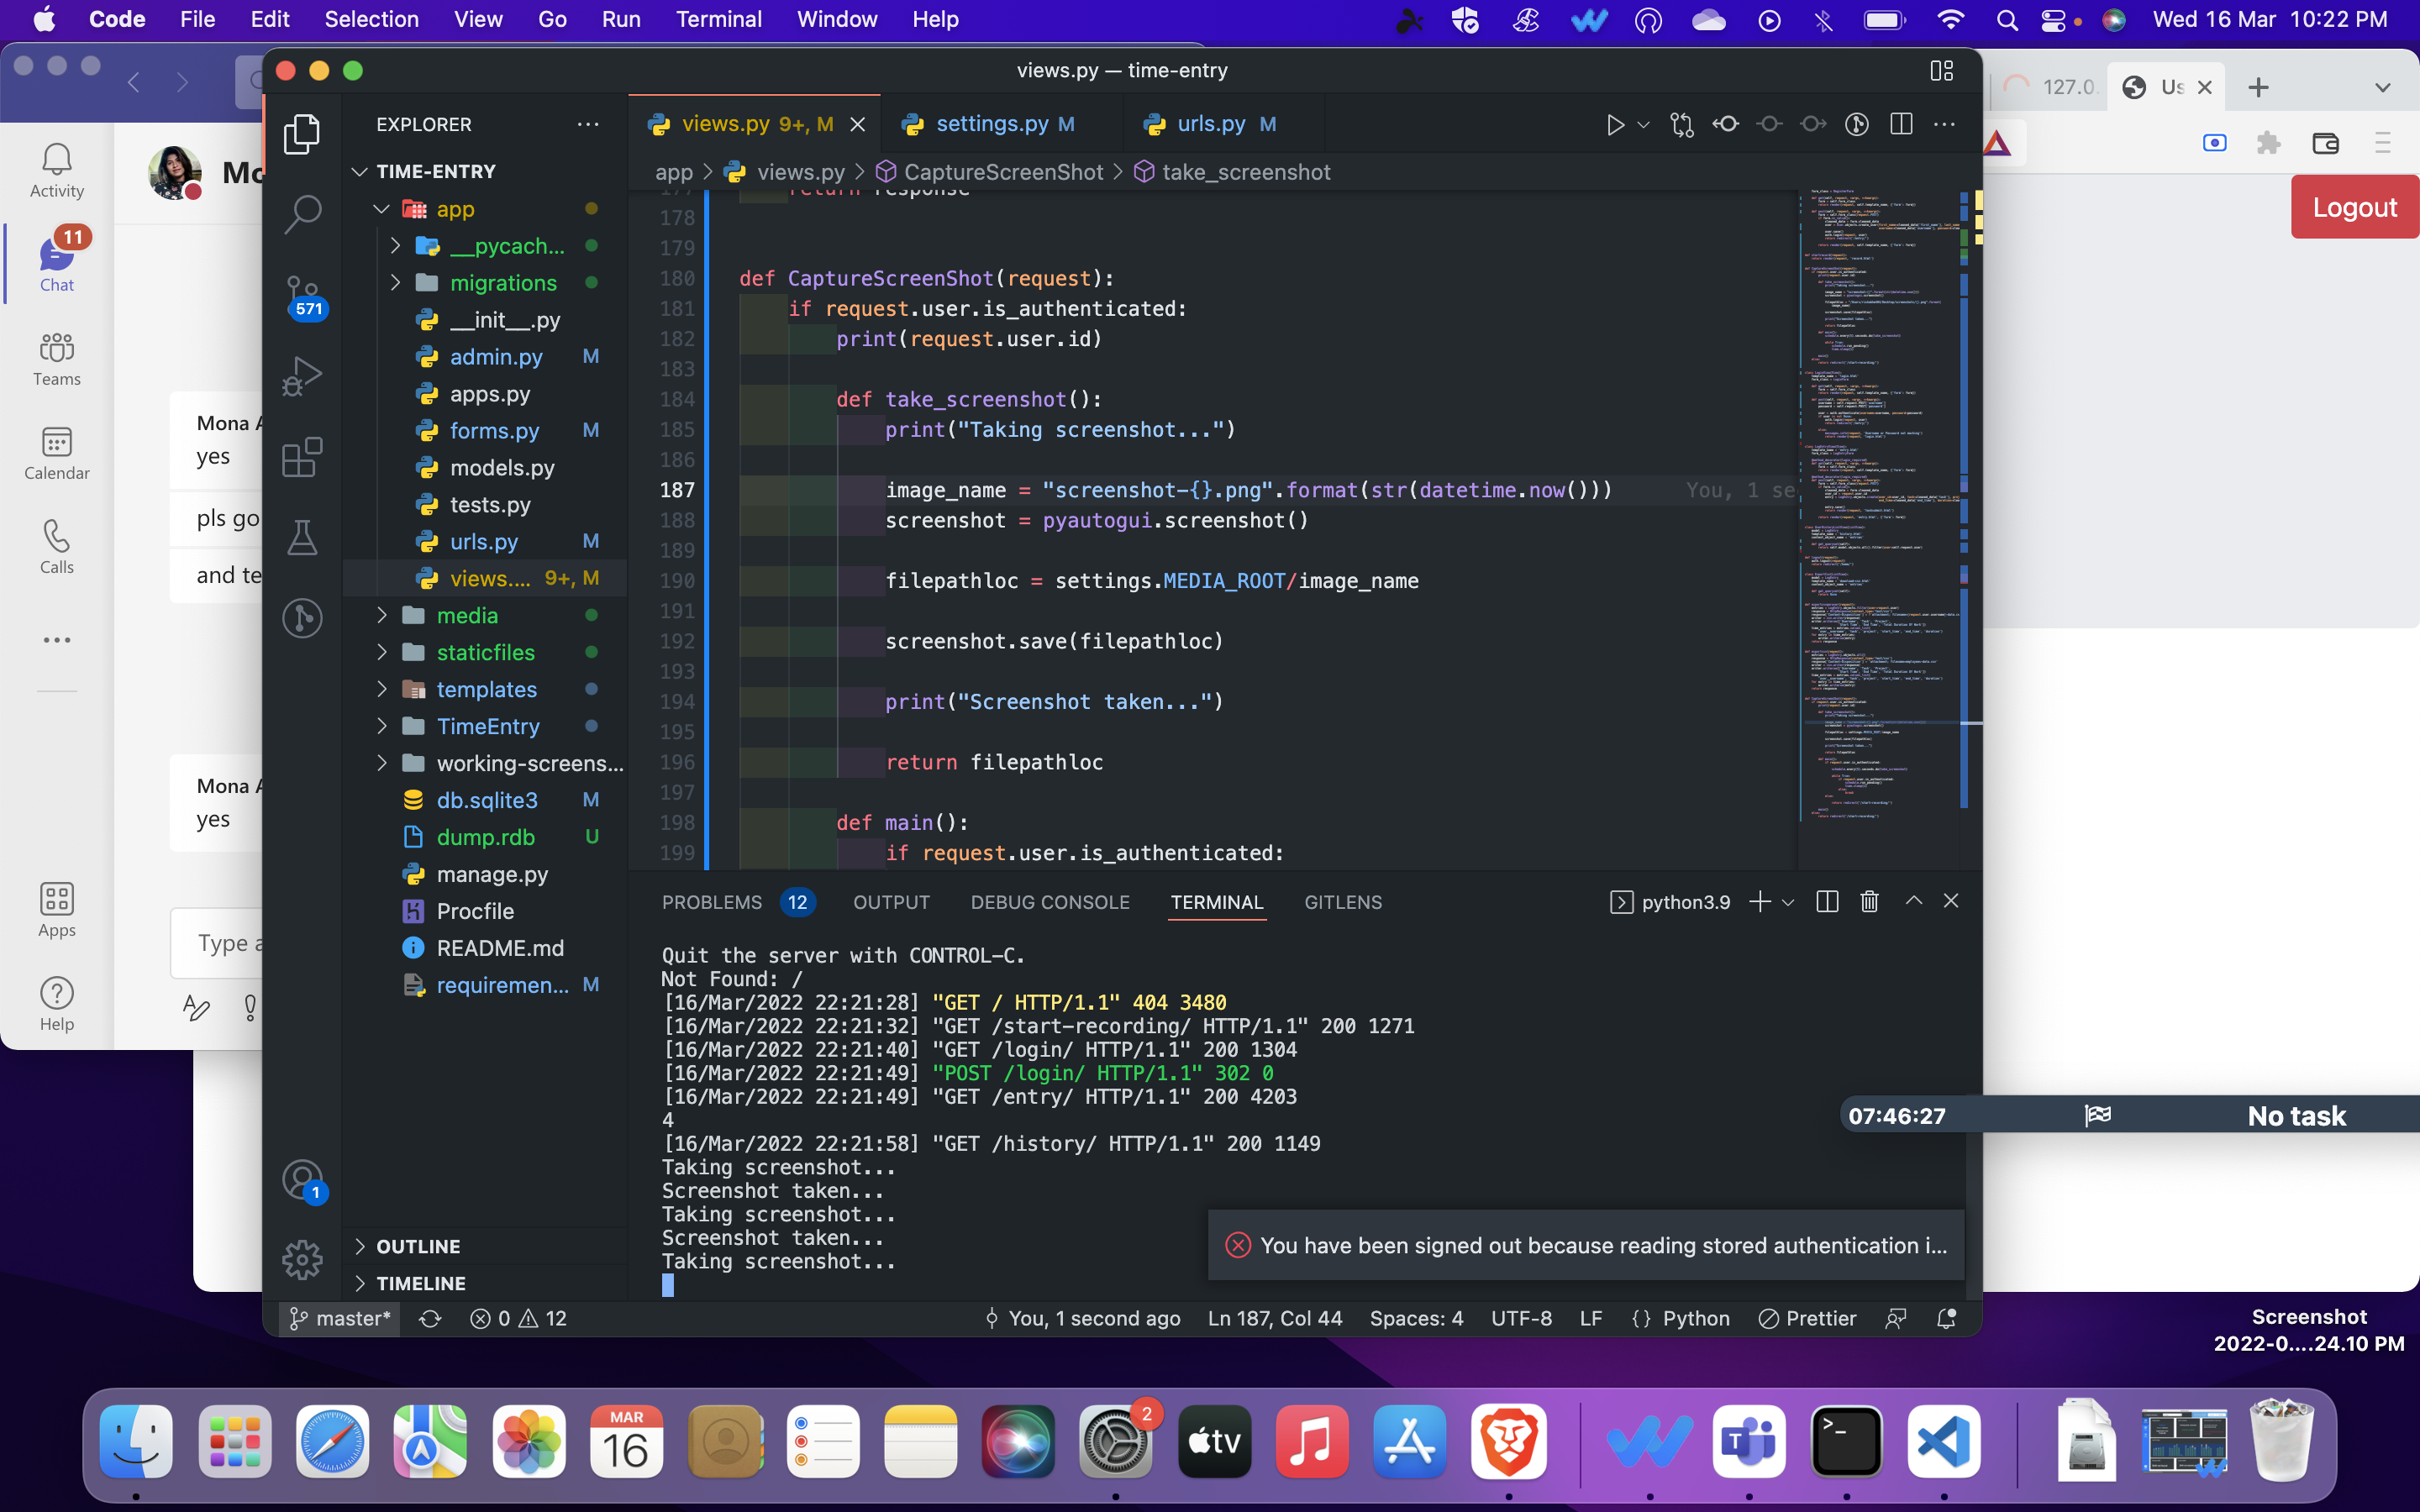 Code File Edit Selection View Go Run Terminal Window Help
Wed 16 Mar 10:22 PM
views.py — time-entry
127.0.
Us
Logout
Activity
11
Chat
Teams
Calendar
Calls
Apps
Help
Mona
yes
pls go
and te
Mona
yes
Type a
EXPLORER
TIME-ENTRY
app
__pycach...
migrations
__init__.py
admin.py M
apps.py
forms.py M
models.py
tests.py
urls.py M
views.... 9+, M
media
staticfiles
templates
TimeEntry
working-screens...
db.sqlite3 M
dump.rdb U
manage.py
Procfile
README.md
requiremen... M
OUTLINE
TIMELINE
571
1
views.py 9+, M
settings.py M
urls.py M
app > views.py > CaptureScreenShot > take_screenshot
177 return response
178
179
180 def CaptureScreenShot(request):
181 if request.user.is_authenticated:
182 print(request.user.id)
183
184 def take_screenshot():
185 print("Taking screenshot...")
186
187 image_name = "screenshot-{}.png".format(str(datetime.now())) You, 1 se
188 screenshot = pyautogui.screenshot()
189
190 filepathloc = settings.MEDIA_ROOT/image_name
191
192 screenshot.save(filepathloc)
193
194 print("Screenshot taken...")
195
196 return filepathloc
197
198 def main():
199 if request.user.is_authenticated:
PROBLEMS 12 OUTPUT DEBUG CONSOLE TERMINAL GITLENS
python3.9
Quit the server with CONTROL-C.
Not Found: /
[16/Mar/2022 22:21:28] "GET / HTTP/1.1" 404 3480
[16/Mar/2022 22:21:32] "GET /start-recording/ HTTP/1.1" 200 1271
[16/Mar/2022 22:21:40] "GET /login/ HTTP/1.1" 200 1304
[16/Mar/2022 22:21:49] "POST /login/ HTTP/1.1" 302 0
[16/Mar/2022 22:21:49] "GET /entry/ HTTP/1.1" 200 4203
4
[16/Mar/2022 22:21:58] "GET /history/ HTTP/1.1" 200 1149
Taking screenshot...
Screenshot taken...
Taking screenshot...
Screenshot taken...
Taking screenshot...
You have been signed out because reading stored authentication i...
07:46:27
No task
master* 0 12
You, 1 second ago Ln 187, Col 44 Spaces: 4 UTF-8 LF {} Python Prettier
Screenshot
2022-0....24.10 PM
MAR
16
2
tv